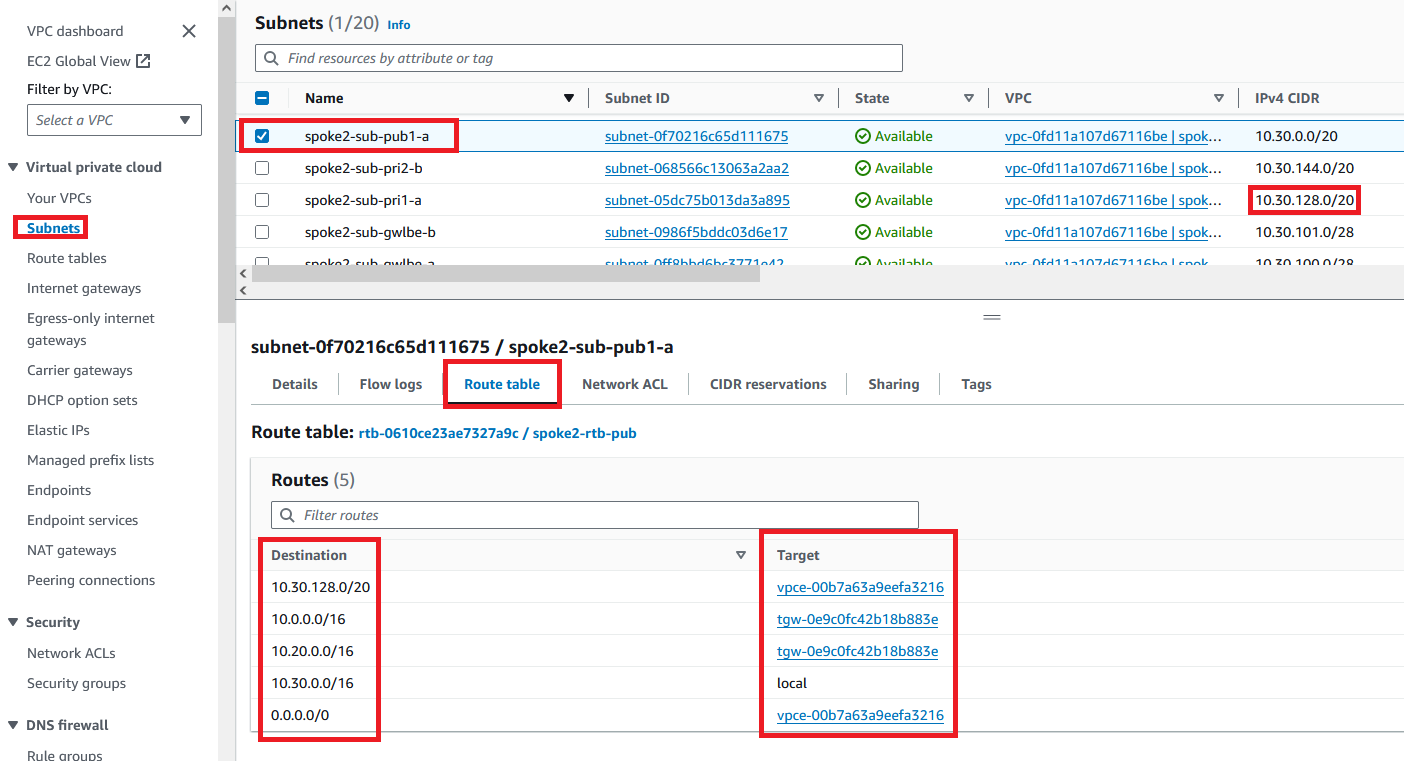 VPC dashboard
EC2 Global View
Filter by VPC:
Select a VPC
Virtual private cloud
Your VPCs
Subnets
Route tables
Internet gateways
Egress-only internet
gateways
Carrier gateways
DHCP option sets
Elastic IPs
Managed prefix lists
Endpoints
Endpoint services
NAT gateways
Peering connections
Security
Network ACLs
Security groups
DNS firewall
Rule groups
Subnets (1/20) Info
Find resources by attribute or tag
Name Subnet ID State VPC IPv4 CIDR
spoke2-sub-pub1-a subnet-0f70216c65d111675 Available vpc-0fd11a107d67116be | spok... 10.30.0.0/20
spoke2-sub-pri2-b subnet-068566c13063a2aa2 Available vpc-0fd11a107d67116be | spok... 10.30.144.0/20
spoke2-sub-pri1-a subnet-05dc75b013da3a895 Available vpc-0fd11a107d67116be | spok... 10.30.128.0/20
spoke2-sub-gwlbe-b subnet-0986f5bddc03d6e17 Available vpc-0fd11a107d67116be | spok... 10.30.101.0/28
spoke2-sub-gwlbe-a subnet-0ff8bbd6bc3771e42 Available vpc-0fd11a107d67116be | spok... 10.30.100.0/28
subnet-0f70216c65d111675 / spoke2-sub-pub1-a
Details Flow logs Route table Network ACL CIDR reservations Sharing Tags
Route table: rtb-0610ce23ae7327a9c / spoke2-rtb-pub
Routes (5)
Filter routes
Destination Target
10.30.128.0/20 vpce-00b7a63a9eefa3216
10.0.0.0/16 tgw-0e9c0fc42b18b883e
10.20.0.0/16 tgw-0e9c0fc42b18b883e
10.30.0.0/16 local
0.0.0.0/0 vpce-00b7a63a9eefa3216